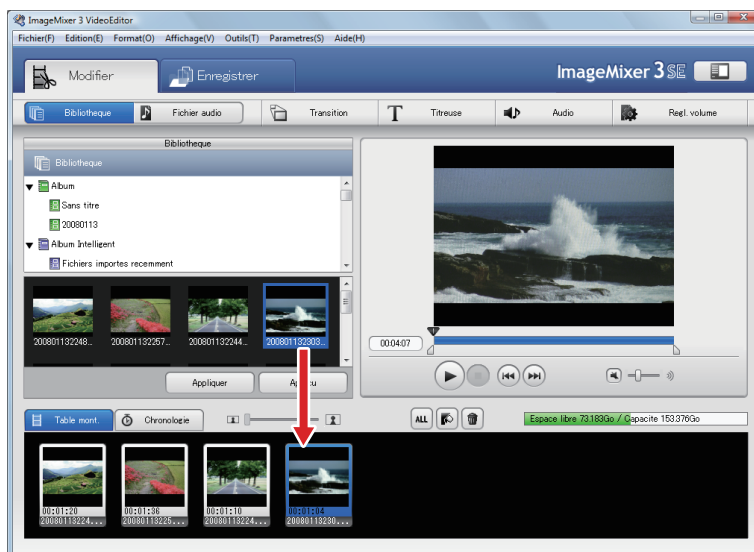 ImageMixer 3 VideoEditor
Fichier(F) Edition(E) Format(O) Affichage(V) Outils(T) Parametres(S) Aide(H)
Modifier
Enregistrer
ImageMixer 3 SE
Bibliotheque
Fichier audio
Transition
T
Titreuse
Audio
Regl. volume
Bibliotheque
Bibliotheque
Album
Sans titre
20080113
Album Intelligent
Fichiers importes recemment
200801132248...
200801132257...
200801132244...
200801132303...
00:04:07
Appliquer
Table mont.
Chronologie
ALL
Espace libre 73.183Go / Capacite 153.376Go
00:01:20
00:01:36
00:01:10
00:01:04
20080113224...
20080113225...
20080113224...
20080113230...